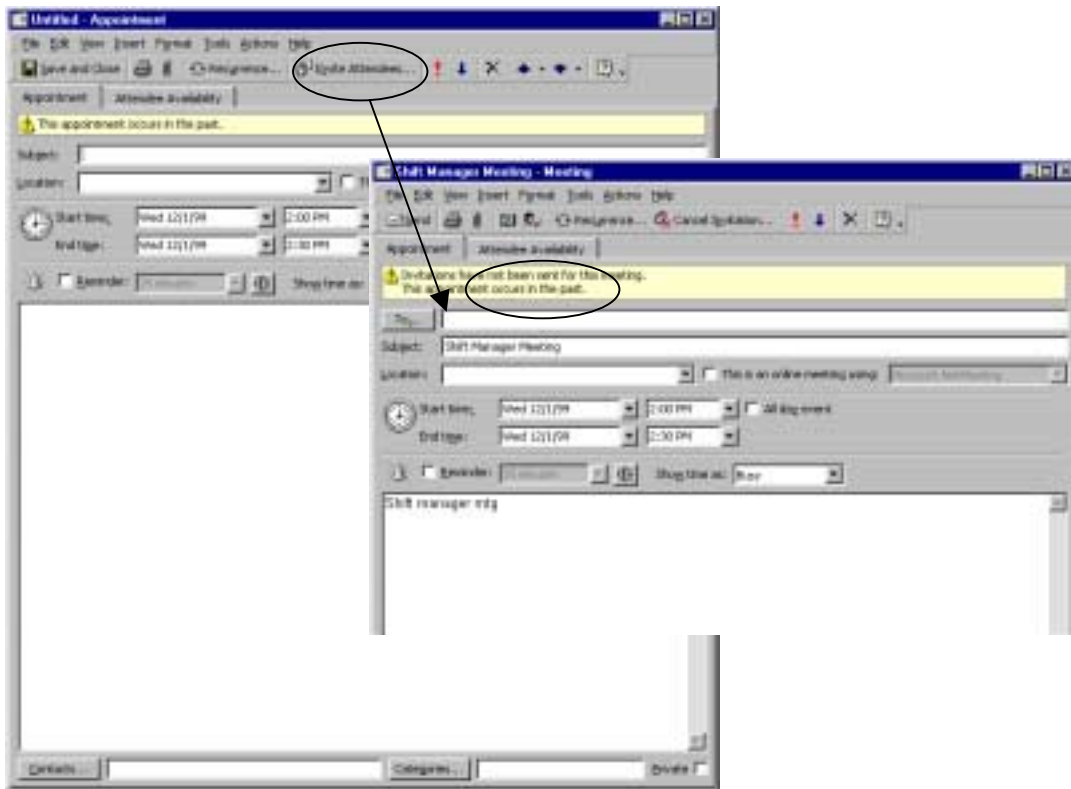 Untitled - Appointment
File Edit View Insert Format Tools Actions Help
Save and Close Recurrence... Invite Attendees...
Appointment Attendee Availability
This appointment occurs in the past.
Subject:
Location:
Start time: Wed 12/1/99 2:00 PM
End time: Wed 12/1/99 2:30 PM
Reminder: Show time as:
Contacts... Categories... Private
Shift Manager Meeting - Meeting
File Edit View Insert Format Tools Actions Help
Send Recurrence... Cancel Invitation...
Appointment Attendee Availability
Invitations have not been sent for this meeting.
This appointment occurs in the past.
To...
Subject: Shift Manager Meeting
Location: This is an online meeting using:
Start time: Wed 12/1/99 2:00 PM All day event
End time: Wed 12/1/99 2:30 PM
Reminder: Show time as: Busy
Shift manager mtg